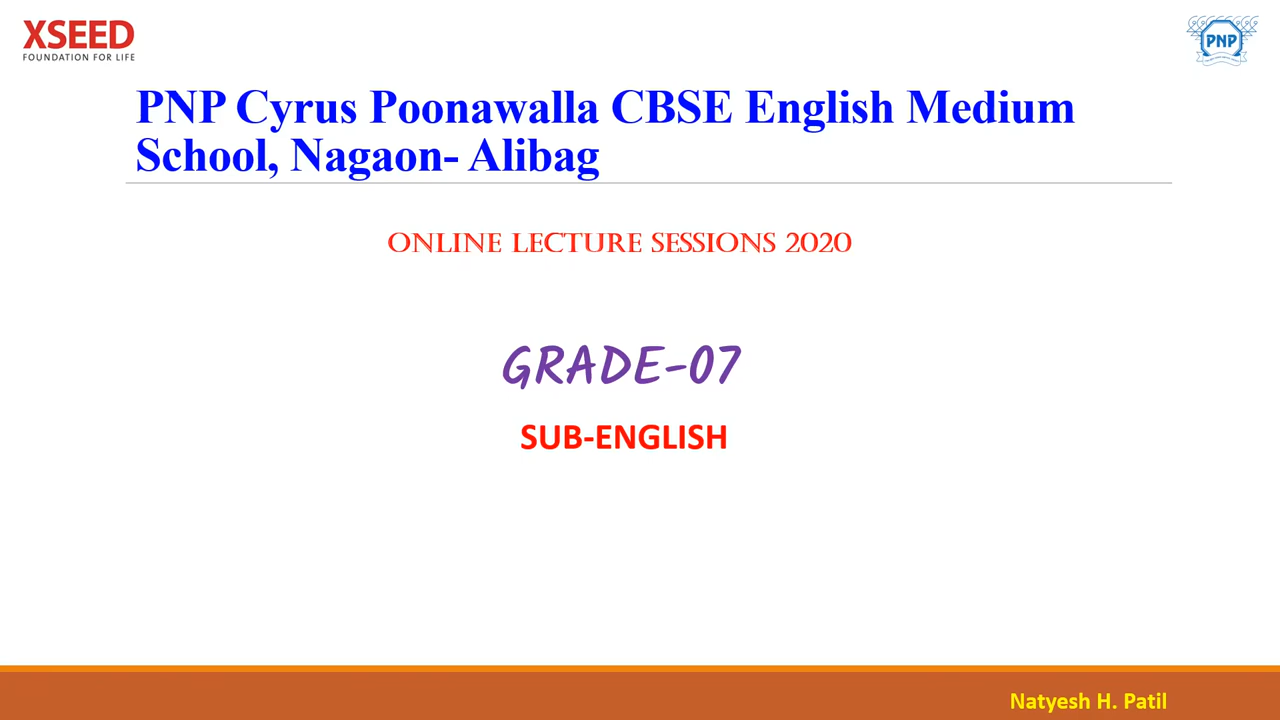 XSEED
FOUNDATION FOR LIFE
PNP
PNP Cyrus Poonawalla CBSE English Medium
School, Nagaon- Alibag
ONLINE LECTURE SESSIONS 2020
GRADE-07
SUB-ENGLISH
Natyesh H. Patil